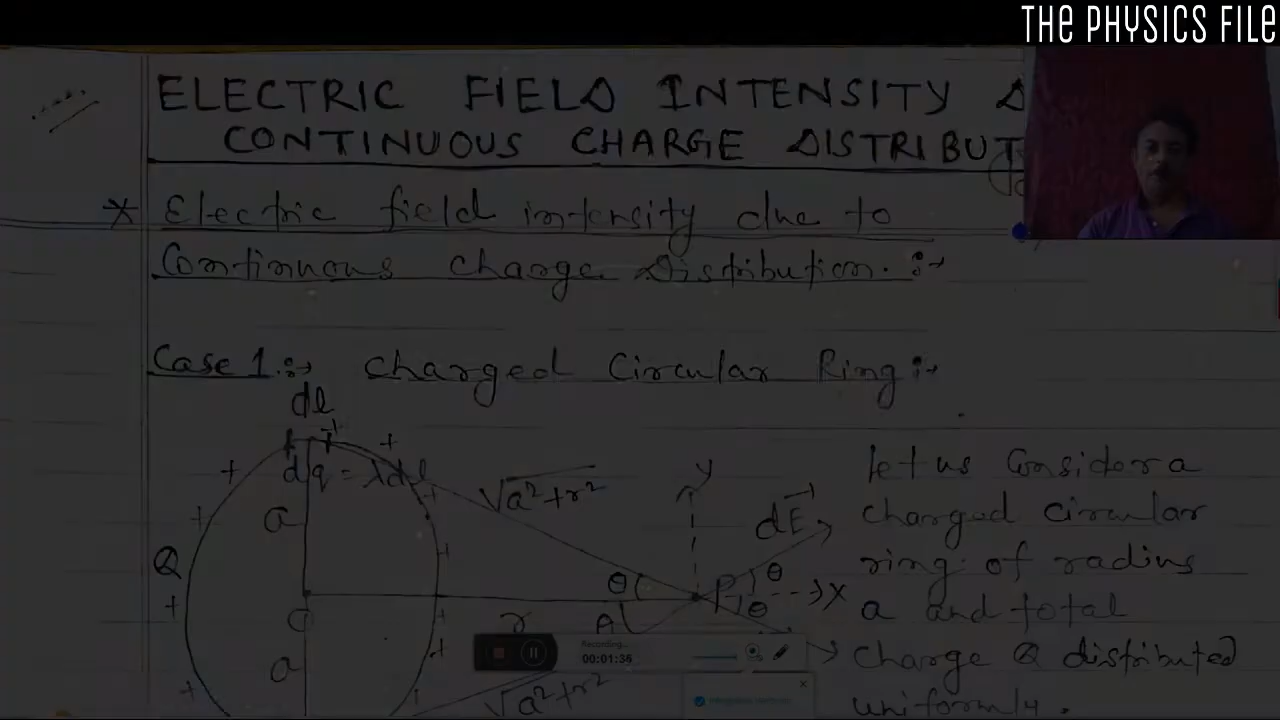 THE PHYSICS FILE
ELECTRIC FIELD INTENSITY
CONTINUOUS CHARGE DISTRIBUT
* Electric field intensity due to
Continuous Charge Distribution.:→
Case 1.:→ Charged Circular Ring:→
dl
dq = λdl
√a²+r²
y
dE→
let us Consider a
charged circular
ring of radius
a and total
charge Q distributed
uniformly.
a
Q
θ
P
θ
θ
X
A
r
a
√a²+r²
Recording...
00:01:36